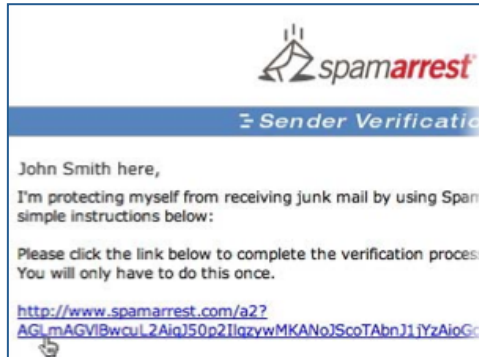 spamarrest
Sender Verificatio
John Smith here,
I'm protecting myself from receiving junk mail by using Spam
simple instructions below:
Please click the link below to complete the verification proces
You will only have to do this once.
http://www.spamarrest.com/a2?